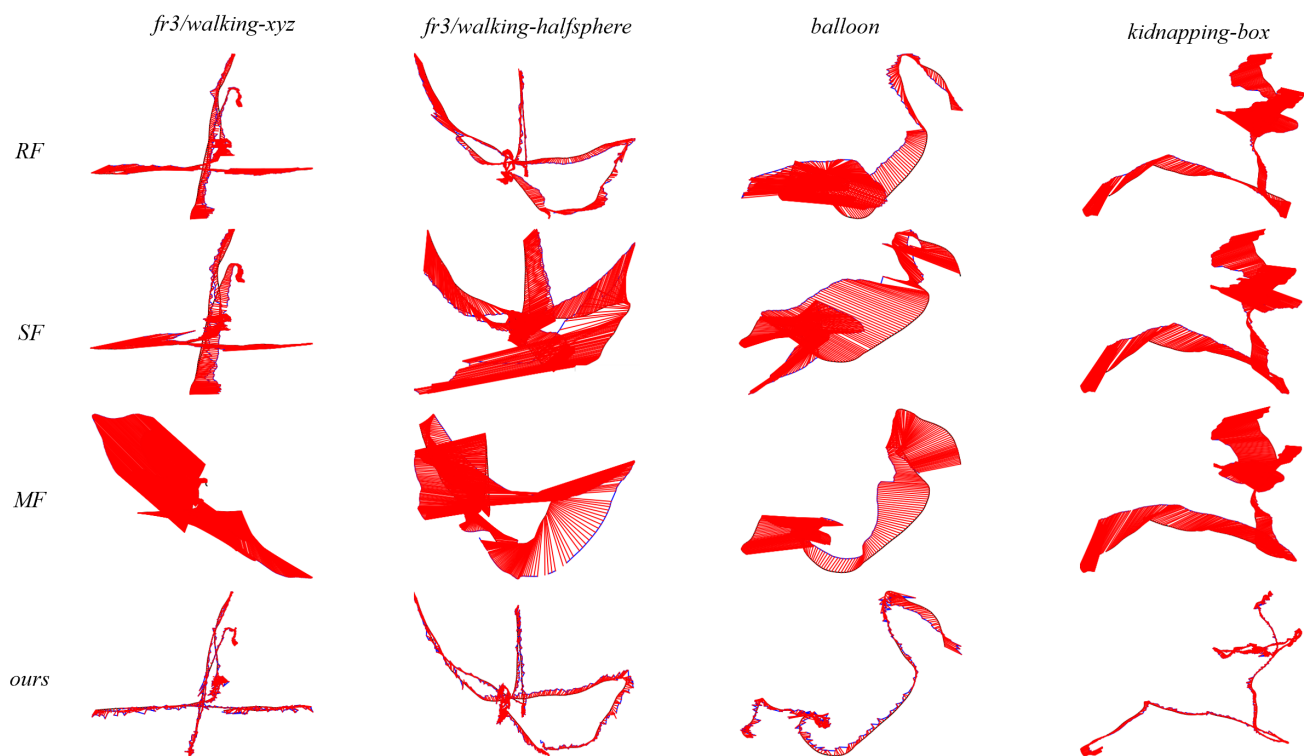 fr3/walking-xyz
fr3/walking-halfsphere
balloon
kidnapping-box
RF
SF
MF
ours